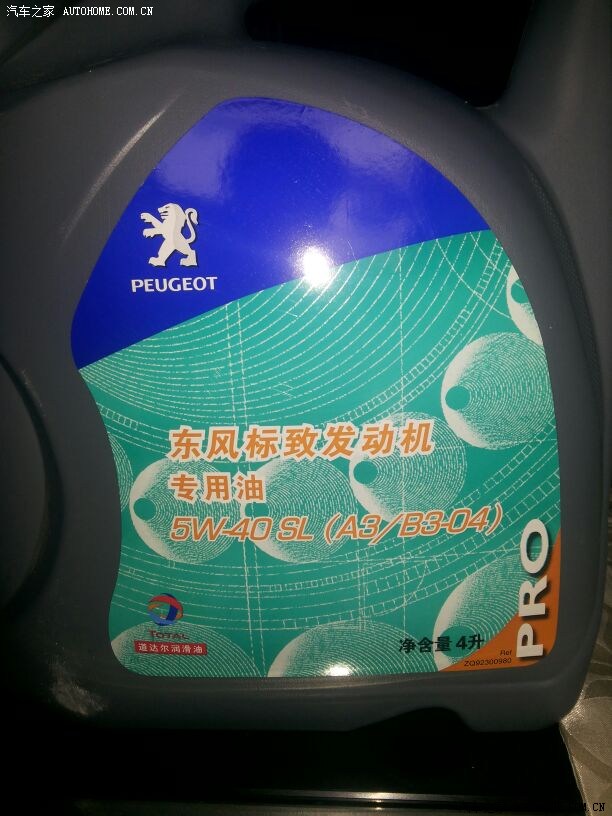 汽车之家 AUTOHOME.COM.CN
PEUGEOT
东风标致发动机
专用油
5W-40 SL (A3/B3-04)
PRO
TOTAL
道达尔润滑油
净含量 4升
Ref
ZQ92300980